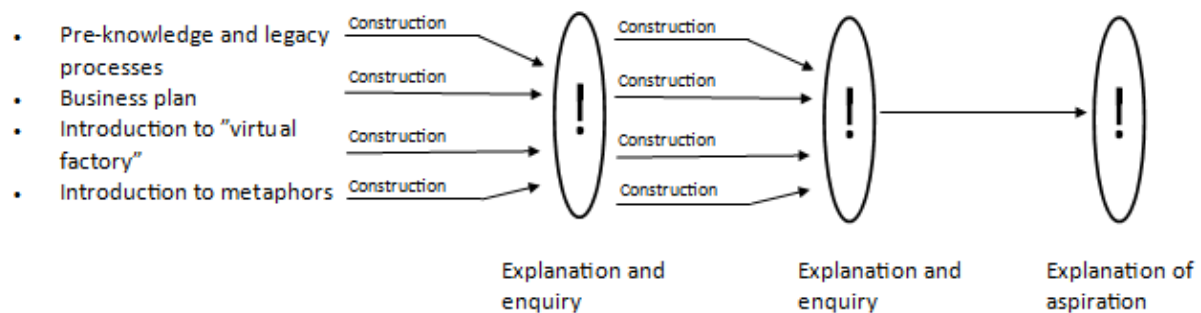 • Pre-knowledge and legacy
processes
• Business plan
• Introduction to ”virtual
factory”
• Introduction to metaphors
Construction
Construction
Construction
Construction
!
Construction
Construction
Construction
Construction
!
!
Explanation and
enquiry
Explanation and
enquiry
Explanation of
aspiration